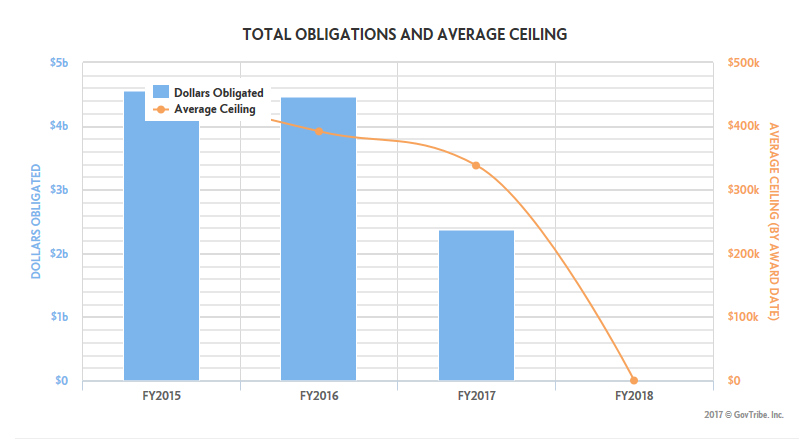 TOTAL OBLIGATIONS AND AVERAGE CEILING
$5b
$500k
Dollars Obligated
Average Ceiling
$4b
$400k
$3b
$300k
$2b
$200k
$1b
$100k
$0
$0
DOLLARS OBLIGATED
AVERAGE CEILING (BY AWARD DATE)
FY2015
FY2016
FY2017
FY2018
2017 © GovTribe. Inc.